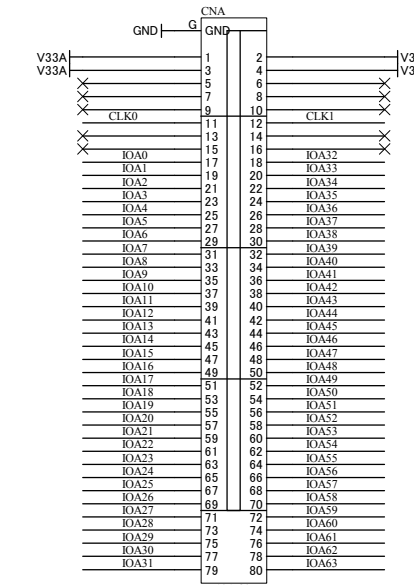 CNA
GND G GND
V33A 1 2 V3
V33A 3 4 V3
5 6
7 8
9 10
CLK0 11 12 CLK1
13 14
15 16
IOA0 17 18 IOA32
IOA1 19 20 IOA33
IOA2 21 22 IOA34
IOA3 23 24 IOA35
IOA4 25 26 IOA36
IOA5 27 28 IOA37
IOA6 29 30 IOA38
IOA7 31 32 IOA39
IOA8 33 34 IOA40
IOA9 35 36 IOA41
IOA10 37 38 IOA42
IOA11 39 40 IOA43
IOA12 41 42 IOA44
IOA13 43 44 IOA45
IOA14 45 46 IOA46
IOA15 47 48 IOA47
IOA16 49 50 IOA48
IOA17 51 52 IOA49
IOA18 53 54 IOA50
IOA19 55 56 IOA51
IOA20 57 58 IOA52
IOA21 59 60 IOA53
IOA22 61 62 IOA54
IOA23 63 64 IOA55
IOA24 65 66 IOA56
IOA25 67 68 IOA57
IOA26 69 70 IOA58
IOA27 71 72 IOA59
IOA28 73 74 IOA60
IOA29 75 76 IOA61
IOA30 77 78 IOA62
IOA31 79 80 IOA63